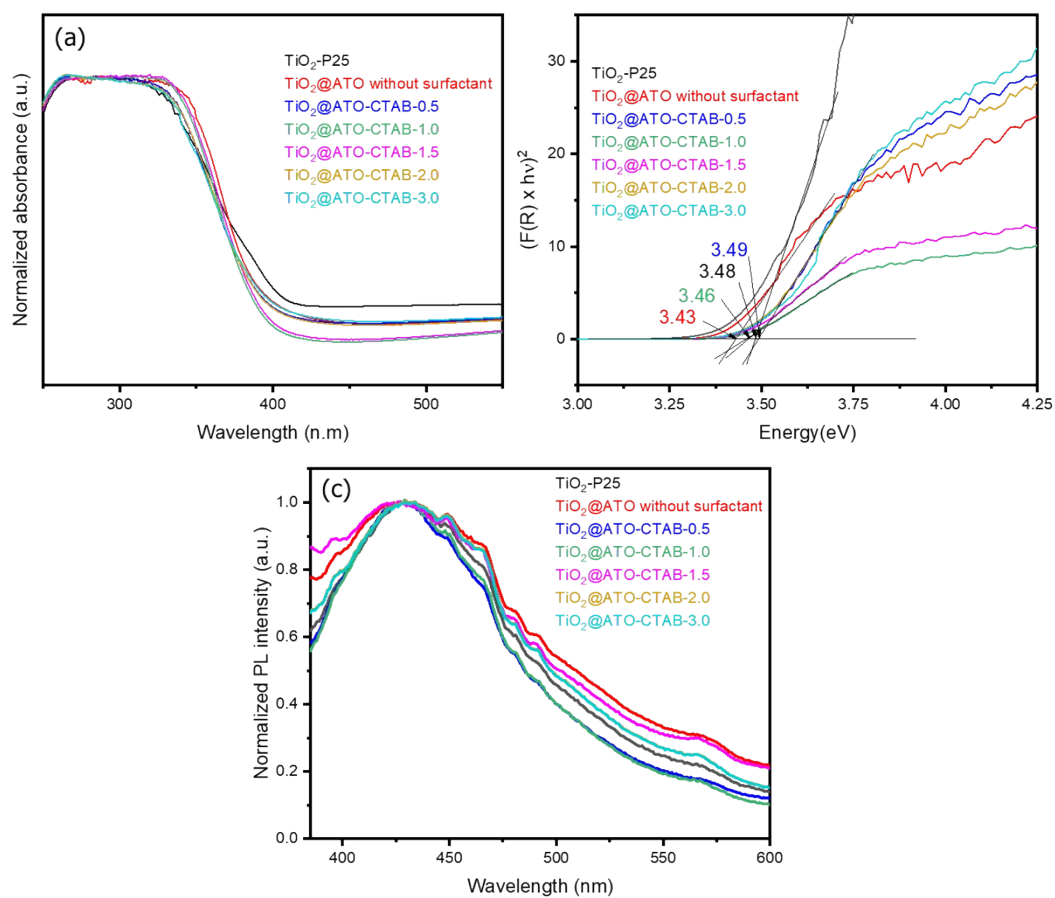 (a)
TiO₂-P25
TiO₂@ATO without surfactant
TiO₂@ATO-CTAB-0.5
TiO₂@ATO-CTAB-1.0
TiO₂@ATO-CTAB-1.5
TiO₂@ATO-CTAB-2.0
TiO₂@ATO-CTAB-3.0
Normalized absorbance (a.u.)
300
400
500
Wavelength (n.m)
30
20
10
0
(F(R) x hν)²
TiO₂-P25
TiO₂@ATO without surfactant
TiO₂@ATO-CTAB-0.5
TiO₂@ATO-CTAB-1.0
TiO₂@ATO-CTAB-1.5
TiO₂@ATO-CTAB-2.0
TiO₂@ATO-CTAB-3.0
3.49
3.48
3.46
3.43
3.00
3.25
3.50
3.75
4.00
4.25
Energy(eV)
(c)
TiO₂-P25
TiO₂@ATO without surfactant
TiO₂@ATO-CTAB-0.5
TiO₂@ATO-CTAB-1.0
TiO₂@ATO-CTAB-1.5
TiO₂@ATO-CTAB-2.0
TiO₂@ATO-CTAB-3.0
Normalized PL intensity (a.u.)
1.0
0.8
0.6
0.4
0.2
0.0
400
450
500
550
600
Wavelength (nm)